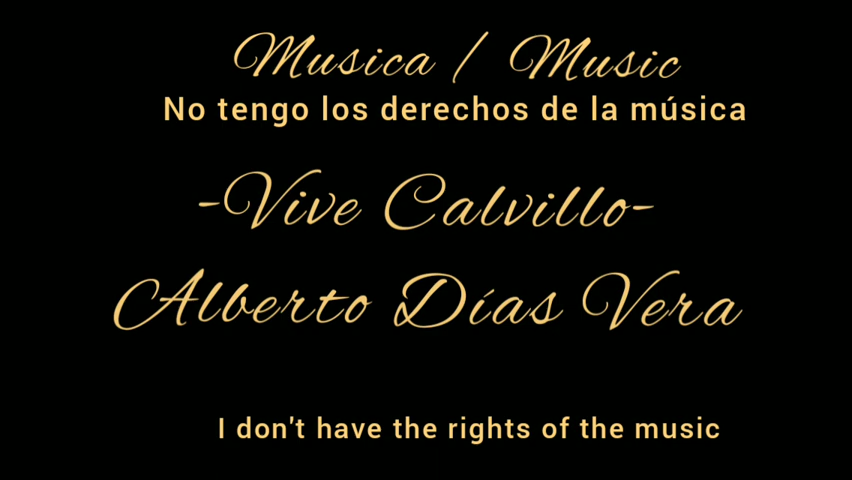 Musica / Music
No tengo los derechos de la música
-Vive Calvillo-
Alberto Días Vera
I don't have the rights of the music